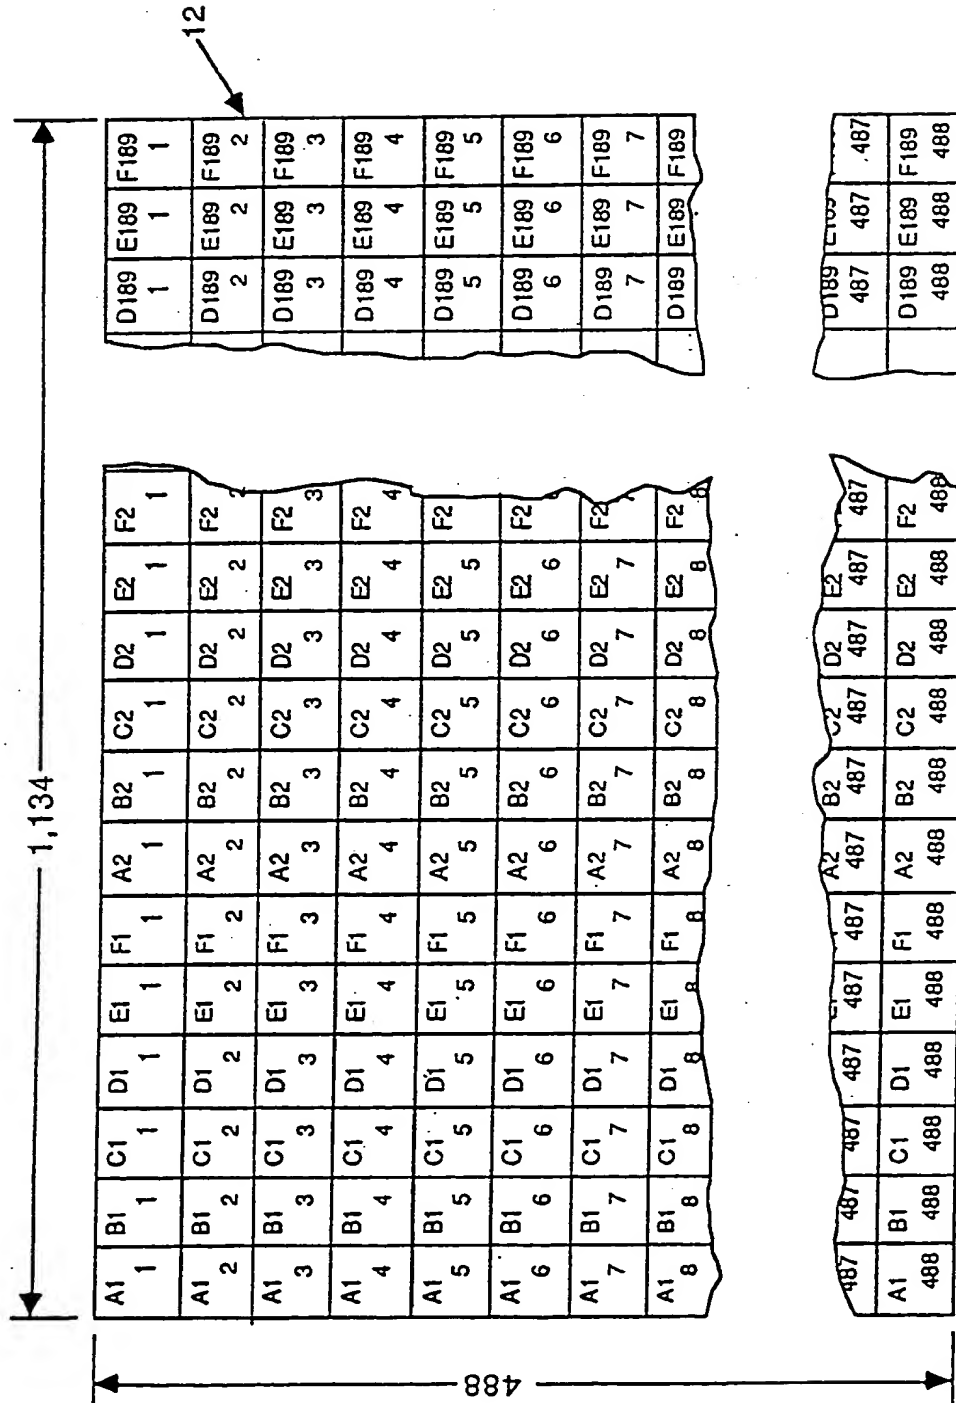 1,134
12
A1 B1 C1 D1 E1 F1 A2 B2 C2 D2 E2 F2 D189 E189 F189
1 1 1 1 1 1 1 1 1 1 1 1 1 1 1
A1 B1 C1 D1 E1 F1 A2 B2 C2 D2 E2 F2 D189 E189 F189
2 2 2 2 2 2 2 2 2 2 2 2 2 2 2
A1 B1 C1 D1 E1 F1 A2 B2 C2 D2 E2 F2 D189 E189 F189
3 3 3 3 3 3 3 3 3 3 3 3 3 3 3
A1 B1 C1 D1 E1 F1 A2 B2 C2 D2 E2 F2 D189 E189 F189
4 4 4 4 4 4 4 4 4 4 4 4 4 4 4
A1 B1 C1 D1 E1 F1 A2 B2 C2 D2 E2 F2 D189 E189 F189
5 5 5 5 5 5 5 5 5 5 5 5 5 5
A1 B1 C1 D1 E1 F1 A2 B2 C2 D2 E2 F2 D189 E189 F189
6 6 6 6 6 6 6 6 6 6 6 6 6 6
A1 B1 C1 D1 E1 F1 A2 B2 C2 D2 E2 F2 D189 E189 F189
7 7 7 7 7 7 7 7 7 7 7 7 7 7
A1 B1 C1 D1 E1 F1 A2 B2 C2 D2 E2 F2 D189 E189 F189
8 8 8 8 8 8 8 8 8 8 8 8
E1 A2 B2 C2 D2 E2 D189 E189
487 487 487 487 487 487 487 487 487 487 487 487 487 487 487
A1 B1 C1 D1 E1 F1 A2 B2 C2 D2 E2 F2 D189 E189 F189
488 488 488 488 488 488 488 488 488 488 488 488 488 488 488
488